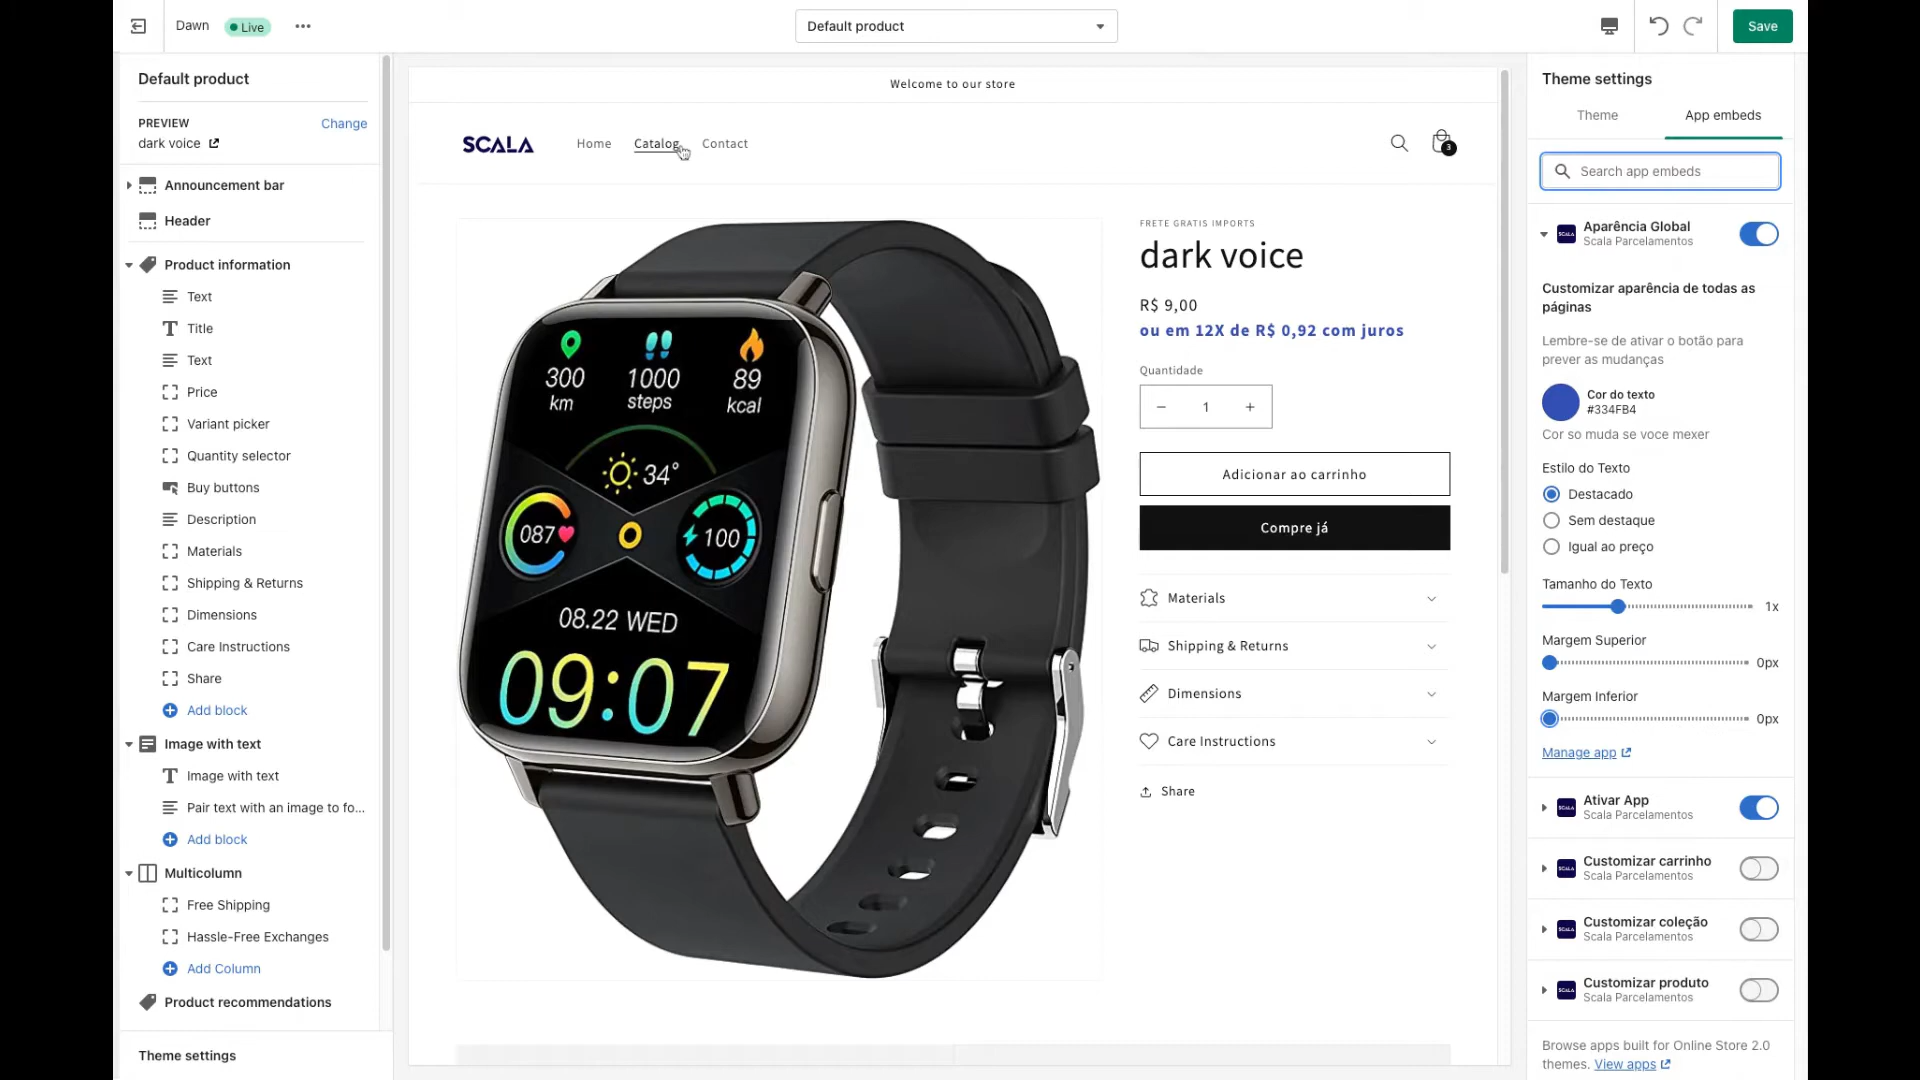 Dawn
Live
Default product
Save
Default product
PREVIEW
Change
dark voice
Announcement bar
Header
Product information
Text
Title
Text
Price
Variant picker
Quantity selector
Buy buttons
Description
Materials
Shipping & Returns
Dimensions
Care Instructions
Share
Add block
Image with text
Image with text
Pair text with an image to fo...
Add block
Multicolumn
Free Shipping
Hassle-Free Exchanges
Add Column
Product recommendations
Theme settings
Welcome to our store
SCALA
Home
Catalog
Contact
3
300
km
1000
steps
89
kcal
34°
087
100
08.22 WED
09:07
FRETE GRATIS IMPORTS
dark voice
R$ 9,00
ou em 12X de R$ 0,92 com juros
Quantidade
− 1 +
Adicionar ao carrinho
Compre já
Materials
Shipping & Returns
Dimensions
Care Instructions
Share
Theme settings
Theme
App embeds
Search app embeds
SCALA
Aparência Global
Scala Parcelamentos
Customizar aparência de todas as
páginas
Lembre-se de ativar o botão para
prever as mudanças
Cor do texto
#334FB4
Cor so muda se voce mexer
Estilo do Texto
Destacado
Sem destaque
Igual ao preço
Tamanho do Texto
1x
Margem Superior
0px
Margem Inferior
0px
Manage app
SCALA
Ativar App
Scala Parcelamentos
SCALA
Customizar carrinho
Scala Parcelamentos
SCALA
Customizar coleção
Scala Parcelamentos
SCALA
Customizar produto
Scala Parcelamentos
Browse apps built for Online Store 2.0
themes. View apps